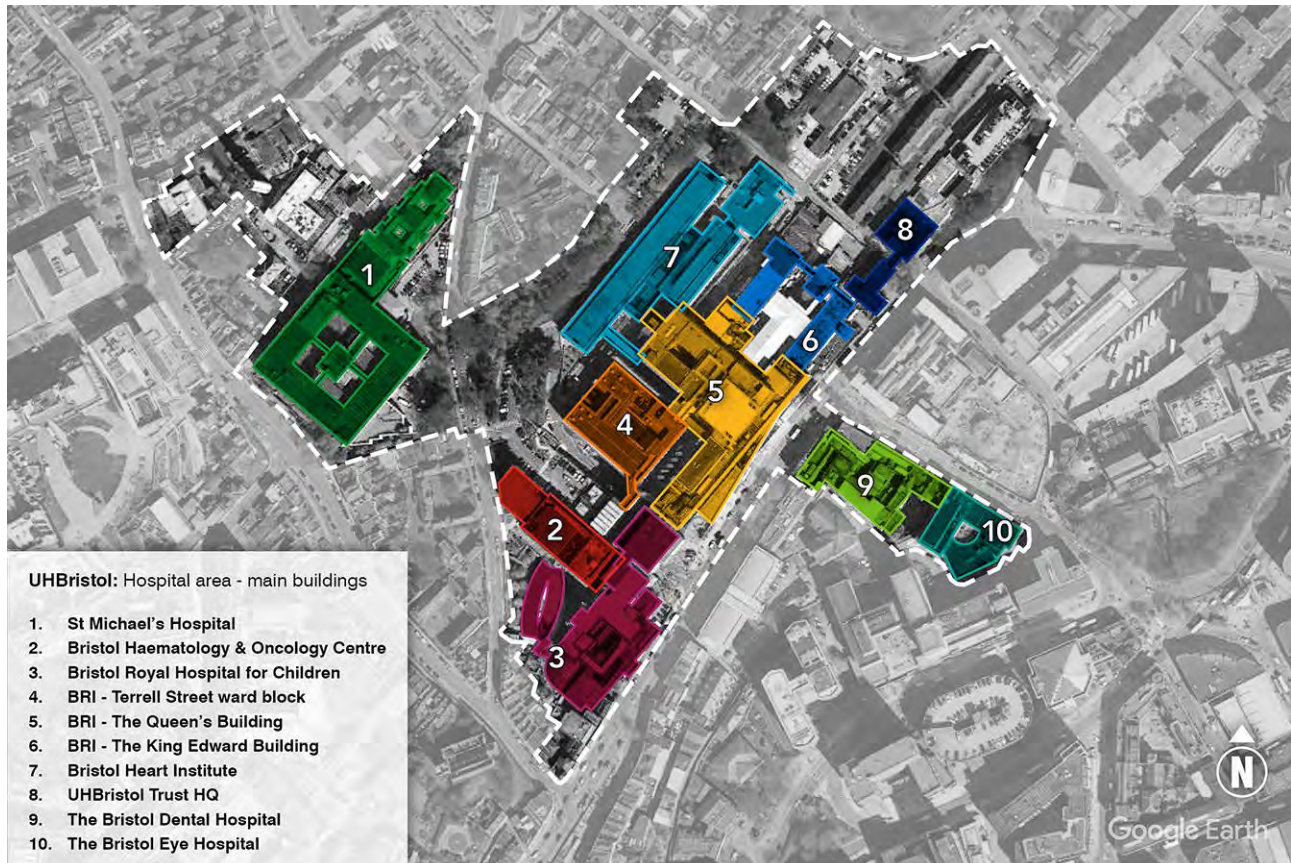 1
2
3
4
5
6
7
8
9
10
UHBristol: Hospital area - main buildings
1. St Michael's Hospital
2. Bristol Haematology & Oncology Centre
3. Bristol Royal Hospital for Children
4. BRI - Terrell Street ward block
5. BRI - The Queen's Building
6. BRI - The King Edward Building
7. Bristol Heart Institute
8. UHBristol Trust HQ
9. The Bristol Dental Hospital
10. The Bristol Eye Hospital
N
Google Earth